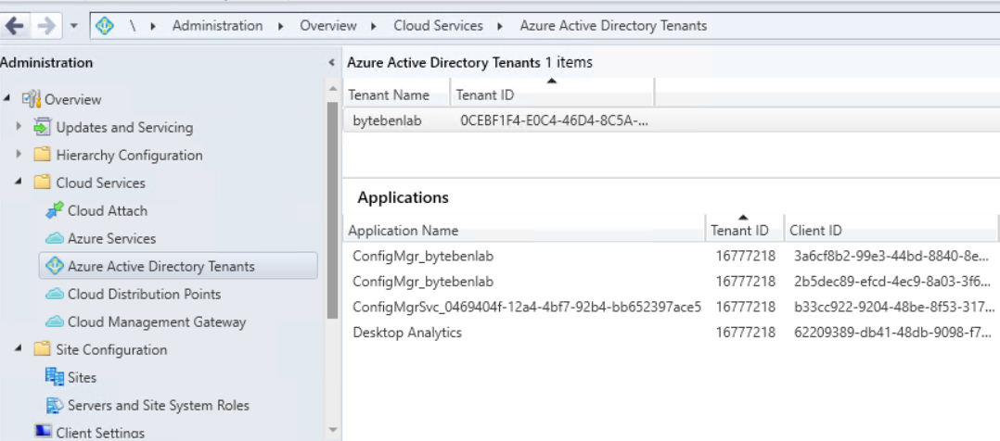 \ Administration Overview Cloud Services Azure Active Directory Tenants
Administration
Overview
Updates and Servicing
Hierarchy Configuration
Cloud Services
Cloud Attach
Azure Services
Azure Active Directory Tenants
Cloud Distribution Points
Cloud Management Gateway
Site Configuration
Sites
Servers and Site System Roles
Client Settings
Azure Active Directory Tenants 1 items
Tenant Name Tenant ID
bytebenlab 0CEBF1F4-E0C4-46D4-8C5A-...
Applications
Application Name Tenant ID Client ID
ConfigMgr_bytebenlab 16777218 3a6cf8b2-99e3-44bd-8840-8e...
ConfigMgr_bytebenlab 16777218 2b5dec89-efcd-4ec9-8a03-3f6...
ConfigMgrSvc_0469404f-12a4-4bf7-92b4-bb652397ace5 16777218 b33cc922-9204-48be-8f53-317...
Desktop Analytics 16777218 62209389-db41-48db-9098-f7...